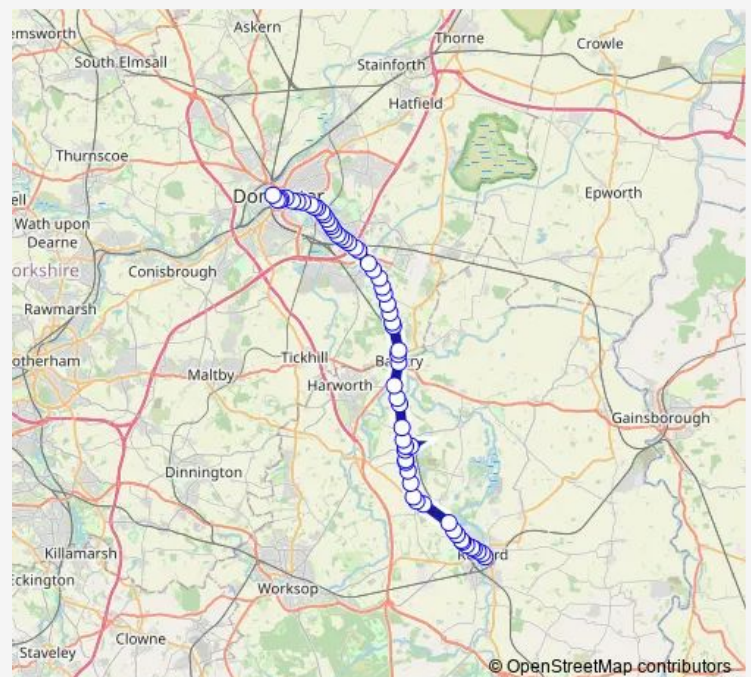 emsworth
Askern
South Elmsall
Thorne
Crowle
Stainforth
Hatfield
Thurnscoe
ell
Wath upon
Dearne
Epworth
orkshire
Conisbrough
Rawmarsh
otherham
Tickhill
Maltby
Harworth
Gainsborough
Dinnington
Killamarsh
Eckington
Worksop
Clowne
Staveley
© OpenStreetMap contributors